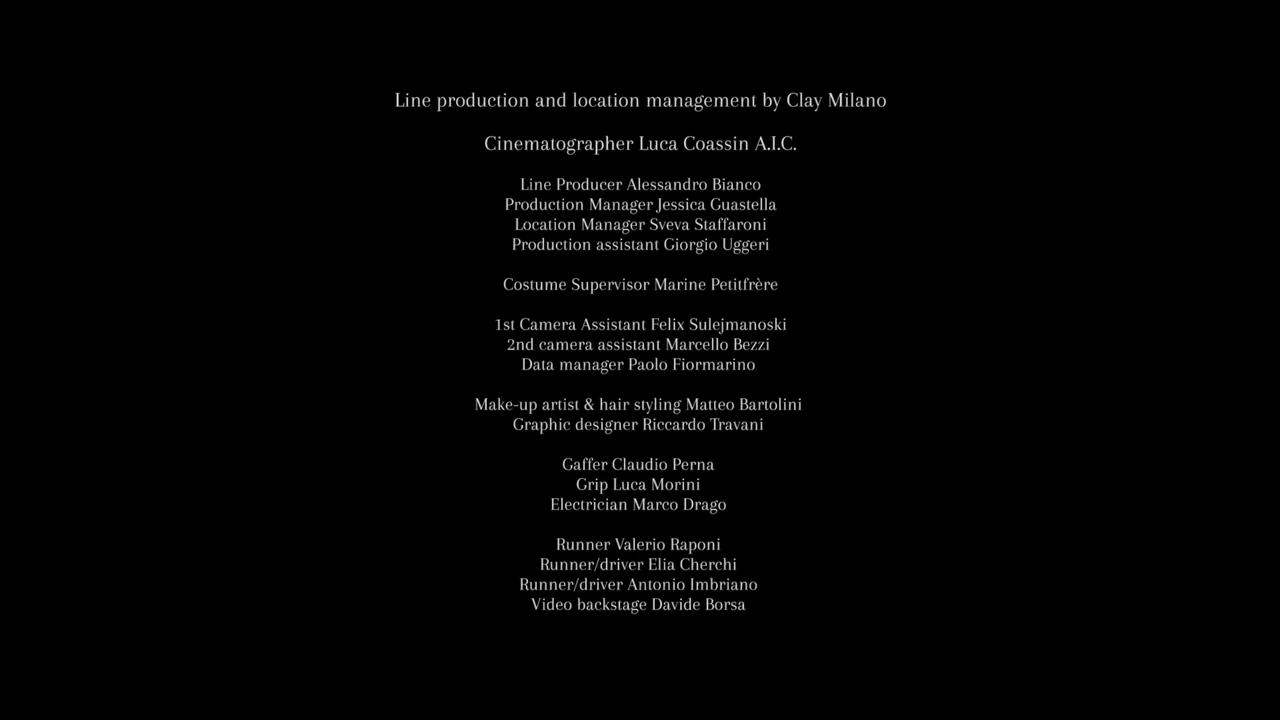 Line production and location management by Clay Milano
Cinematographer Luca Coassin A.I.C.
Line Producer Alessandro Bianco
Production Manager Jessica Guastella
Location Manager Sveva Staffaroni
Production assistant Giorgio Uggeri
Costume Supervisor Marine Petitfrère
1st Camera Assistant Felix Sulejmanoski
2nd camera assistant Marcello Bezzi
Data manager Paolo Fiormarino
Make-up artist & hair styling Matteo Bartolini
Graphic designer Riccardo Travani
Gaffer Claudio Perna
Grip Luca Morini
Electrician Marco Drago
Runner Valerio Raponi
Runner/driver Elia Cherchi
Runner/driver Antonio Imbriano
Video backstage Davide Borsa